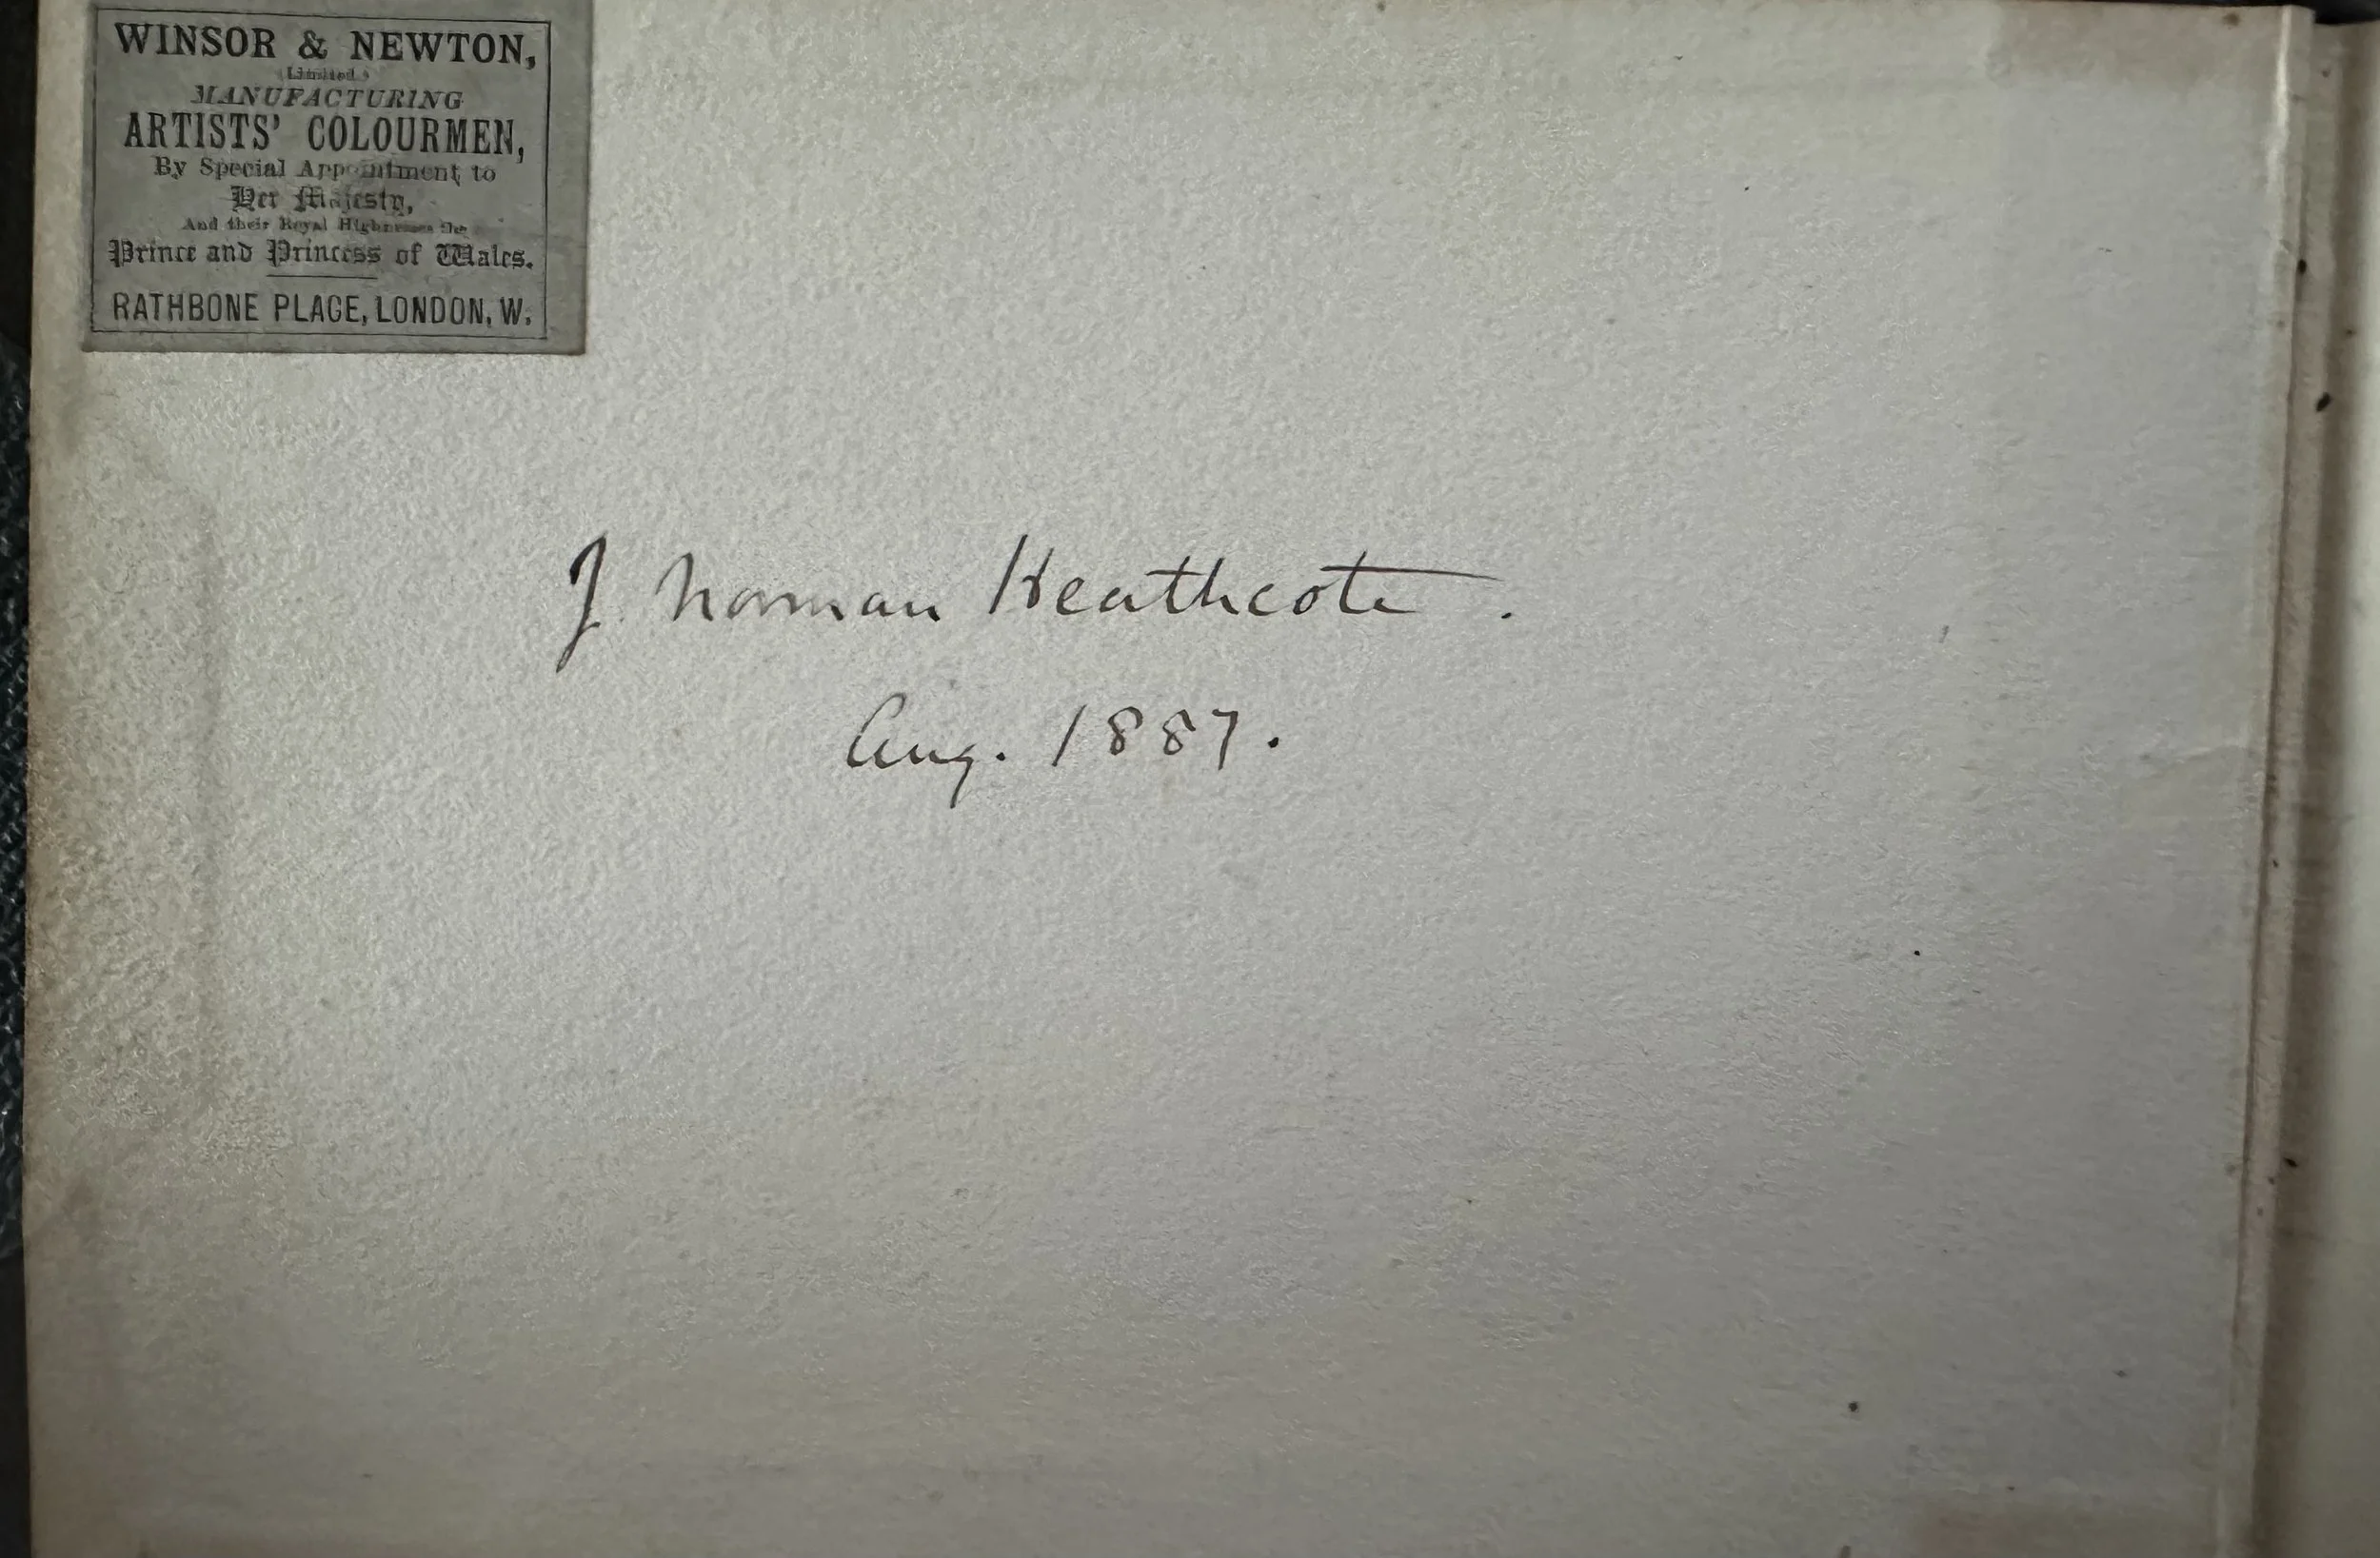 WINSOR & NEWTON,
(Limited.)
MANUFACTURING
ARTISTS' COLOURMEN,
By Special Appointment to
Her Majesty,
And their Royal Highnesses the
Prince and Princess of Wales.
RATHBONE PLACE, LONDON, W.
J. Norman Heathcote.
Aug. 1887.